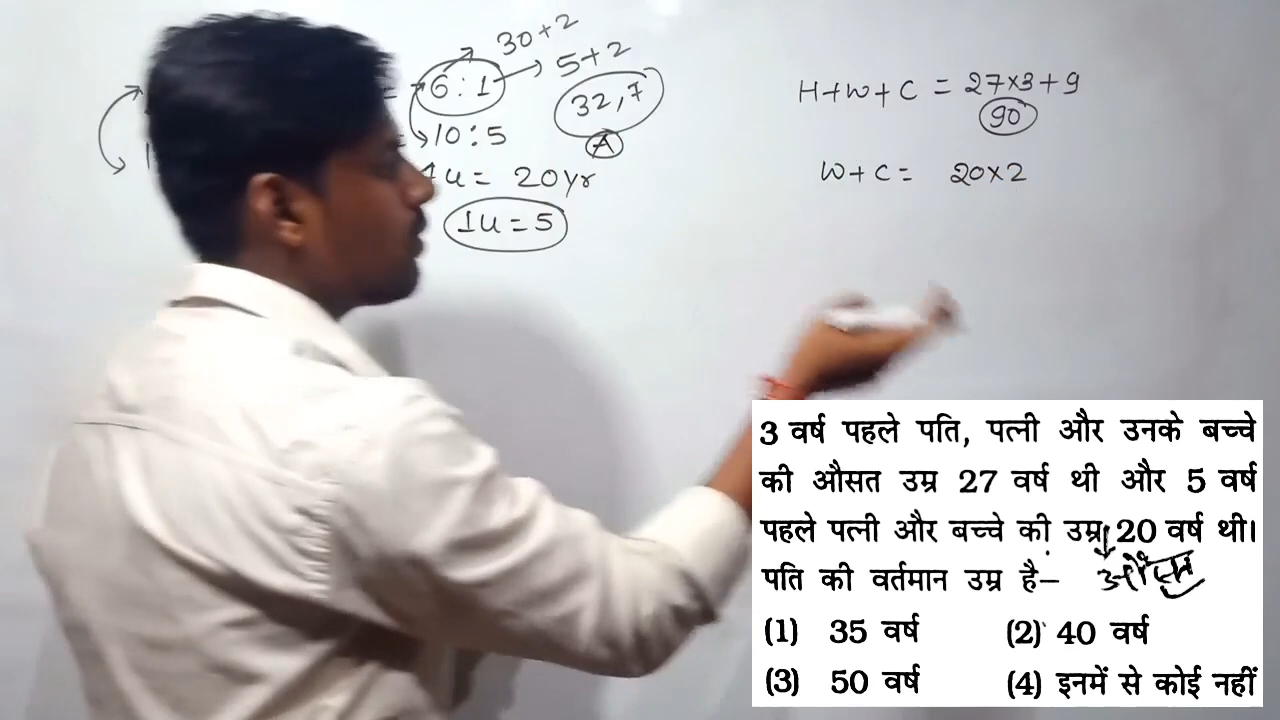 30+2
6:1
5+2
32,7
10:5
A
1u = 20yr
1u = 5
H+W+C = 27×3+9
90
W+C = 20×2
3 वर्ष पहले पति, पत्नी और उनके बच्चे
की औसत उम्र 27 वर्ष थी और 5 वर्ष
पहले पत्नी और बच्चे की उम्र 20 वर्ष थी।
औसत
पति की वर्तमान उम्र है–
(1) 35 वर्ष (2) 40 वर्ष
(3) 50 वर्ष (4) इनमें से कोई नहीं